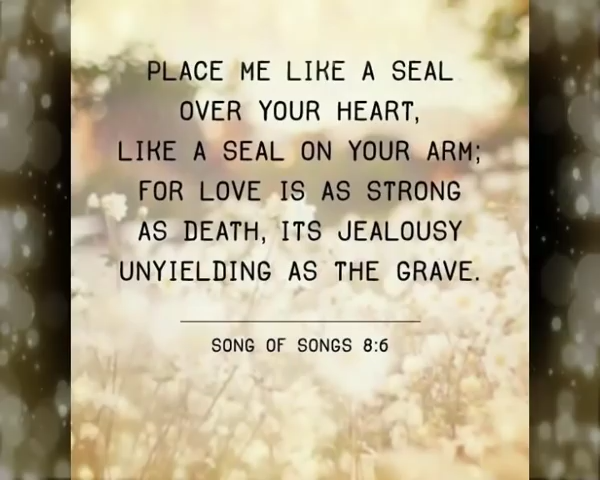 PLACE ME LIKE A SEAL
OVER YOUR HEART,
LIKE A SEAL ON YOUR ARM;
FOR LOVE IS AS STRONG
AS DEATH, ITS JEALOUSY
UNYIELDING AS THE GRAVE.
SONG OF SONGS 8:6